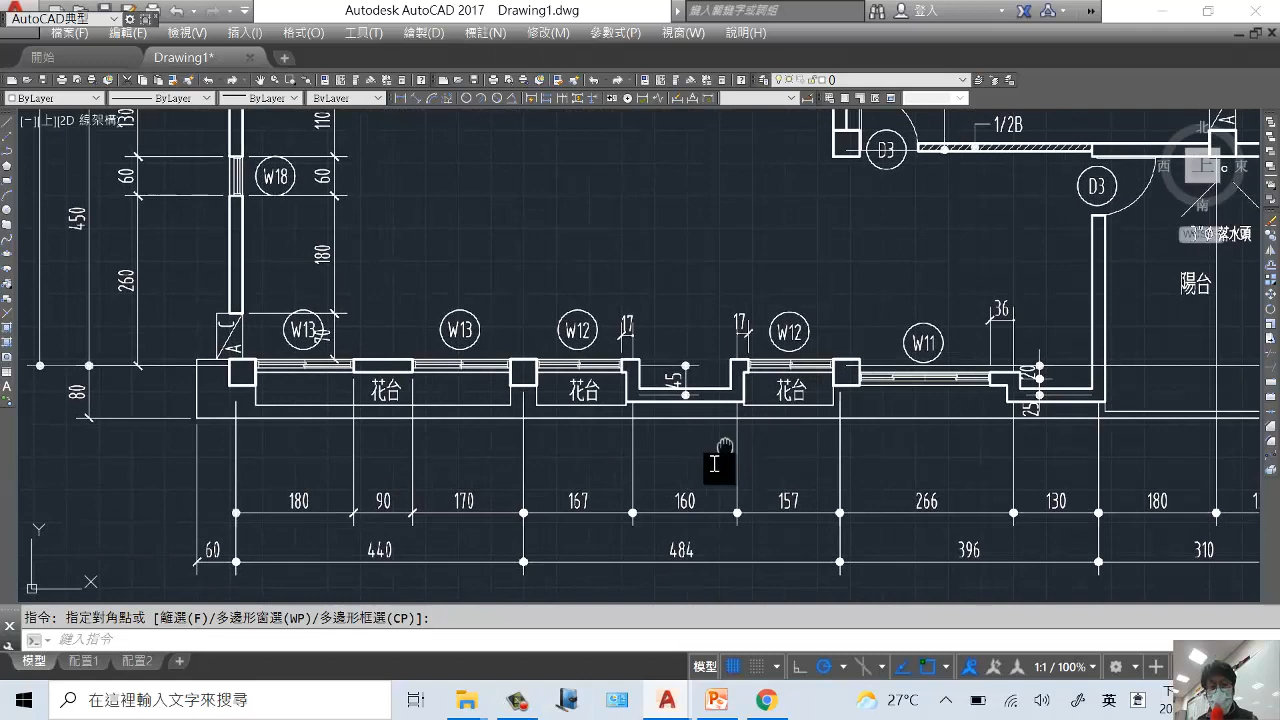 AutoCAD典型
Autodesk AutoCAD 2017 Drawing1.dwg
鍵入關鍵字或詞組
登入
檔案(F) 編輯(E) 檢視(V) 插入(I) 格式(O) 工具(T) 繪製(D) 標註(N) 修改(M) 參數式(P) 視窗(W) 說明(H)
開始
Drawing1*
0
ByLayer
ByLayer
ByLayer
ByLayer
[−][上][2D 線架構]
130
110
1/2B
A
北
D3
西
上
東
60
W18
60
D3
南
450
3"Ø落水頭
260
180
陽台
36
C
A
W13
70
W13
W12
17
17
W12
W11
20
80
花台
花台
45
花台
25
180
90
170
167
160
157
266
130
180
1
60
440
484
396
310
Y
X
指令: 指定對角點或 [籬選(F)/多邊形窗選(WP)/多邊形框選(CP)]:
鍵入指令
模型 配置1 配置2
模型
1:1 / 100%
在這裡輸入文字來搜尋
27°C
英
下
20